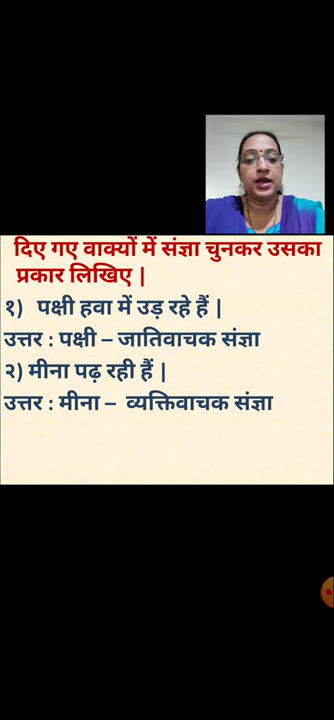 दिए गए वाक्यों में संज्ञा चुनकर उसका
प्रकार लिखिए |
१) पक्षी हवा में उड़ रहे हैं |
उत्तर : पक्षी – जातिवाचक संज्ञा
२) मीना पढ़ रही हैं |
उत्तर : मीना – व्यक्तिवाचक संज्ञा